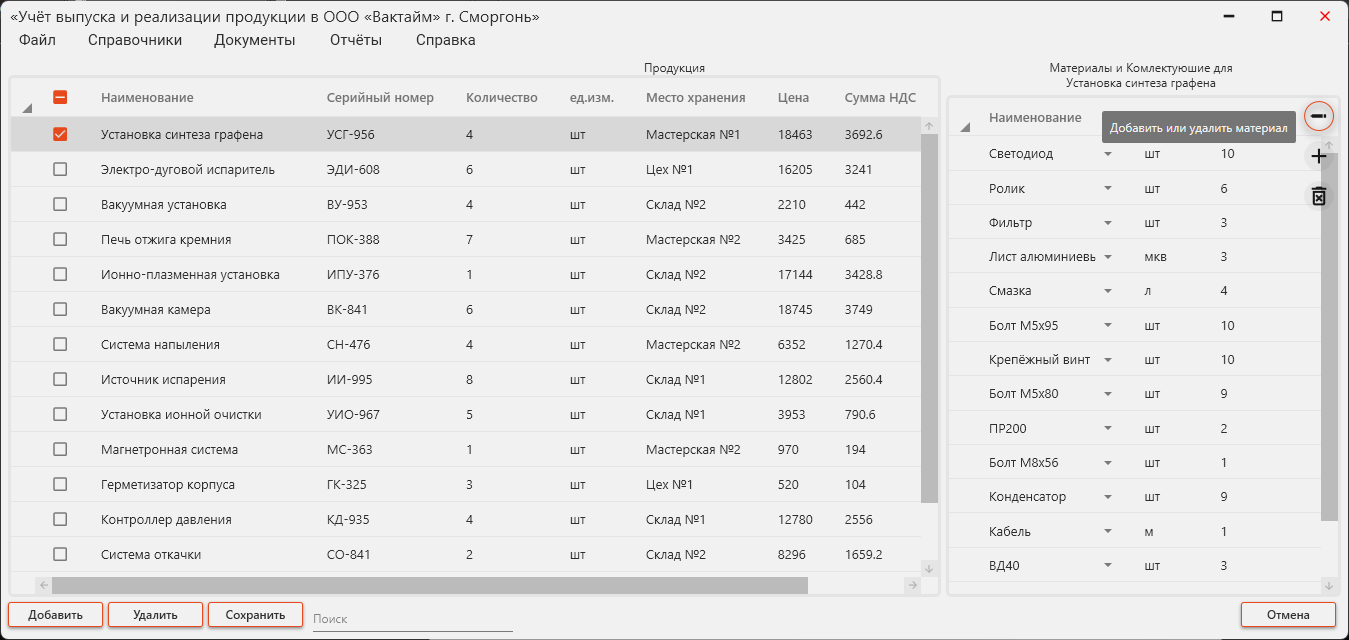 «Учёт выпуска и реализации продукции в ООО «Вактайм» г. Сморгонь»
Файл Справочники Документы Отчёты Справка
Продукция
Наименование Серийный номер Количество ед.изм. Место хранения Цена Сумма НДС
Установка синтеза графена УСГ-956 4 шт Мастерская №1 18463 3692.6
Электро-дуговой испаритель ЭДИ-608 6 шт Цех №1 16205 3241
Вакуумная установка ВУ-953 4 шт Склад №2 2210 442
Печь отжига кремния ПОК-388 7 шт Мастерская №2 3425 685
Ионно-плазменная установка ИПУ-376 1 шт Склад №2 17144 3428.8
Вакуумная камера ВК-841 6 шт Склад №2 18745 3749
Система напыления СН-476 4 шт Мастерская №2 6352 1270.4
Источник испарения ИИ-995 8 шт Склад №1 12802 2560.4
Установка ионной очистки УИО-967 5 шт Склад №1 3953 790.6
Магнетронная система МС-363 1 шт Мастерская №2 970 194
Герметизатор корпуса ГК-325 3 шт Цех №1 520 104
Контроллер давления КД-935 4 шт Склад №1 12780 2556
Система откачки СО-841 2 шт Склад №2 8296 1659.2
Материалы и Комлектуюшие для
Установка синтеза графена
Наименование
Добавить или удалить материал
Светодиод шт 10
Ролик шт 6
Фильтр шт 3
Лист алюминиевь мкв 3
Смазка л 4
Болт М5х95 шт 10
Крепёжный винт шт 10
Болт М5х80 шт 9
ПР200 шт 2
Болт М8х56 шт 1
Конденсатор шт 9
Кабель м 1
ВД40 шт 3
Добавить Удалить Сохранить Поиск Отмена